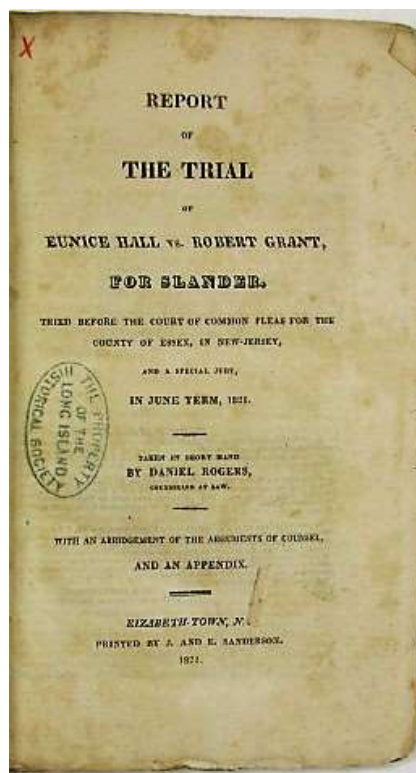 X
REPORT
OF
THE TRIAL
OF
EUNICE HALL vs. ROBERT GRANT,
FOR SLANDER.
TRIED BEFORE THE COURT OF COMMON PLEAS FOR THE
COUNTY OF ESSEX, IN NEW-JERSEY,
AND A SPECIAL JURY,
IN JUNE TERM, 1821.
THE PROPERTY
OF THE
LONG ISLAND
HISTORICAL SOCIETY
TAKEN IN SHORT HAND
BY DANIEL ROGERS,
COUNSELLOR AT LAW.
WITH AN ABRIDGEMENT OF THE ARGUMENTS OF COUNSEL,
AND AN APPENDIX.
ELIZABETH-TOWN, N.
PRINTED BY J. AND E. SANDERSON.
1821.